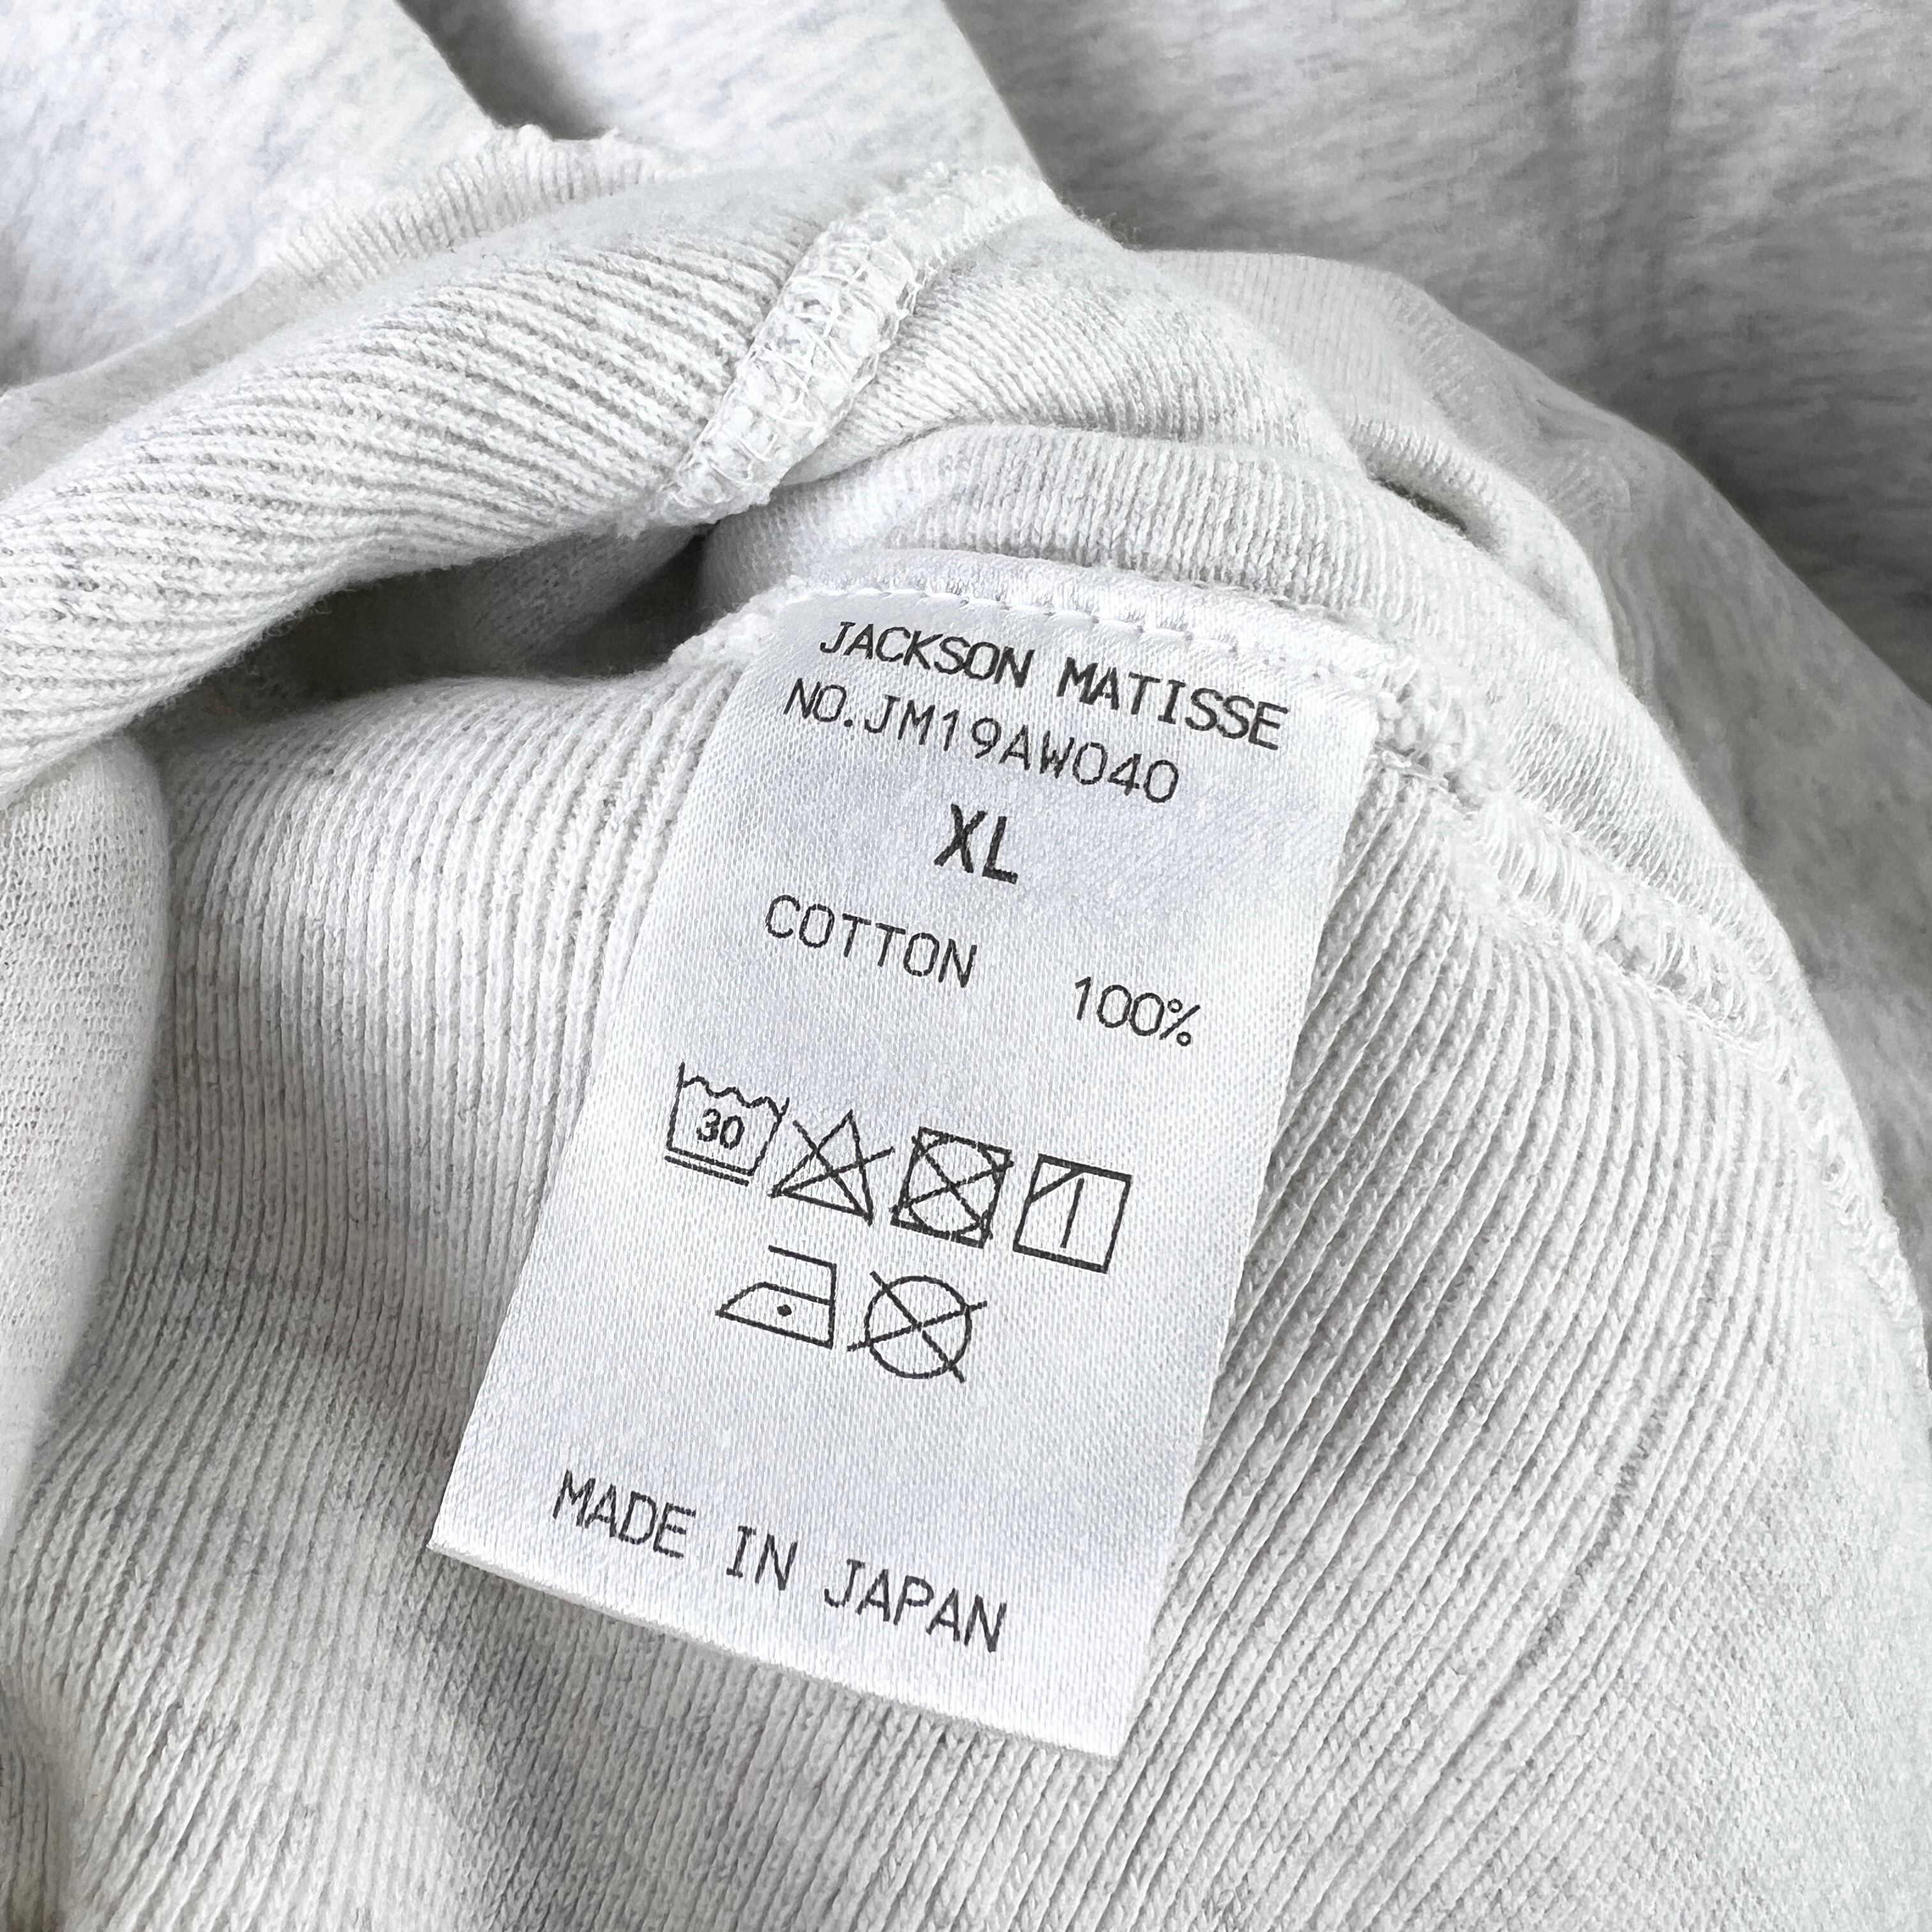 JACKSON MATISSE
NO.JM19AW040
XL
COTTON 100%
30
MADE IN JAPAN